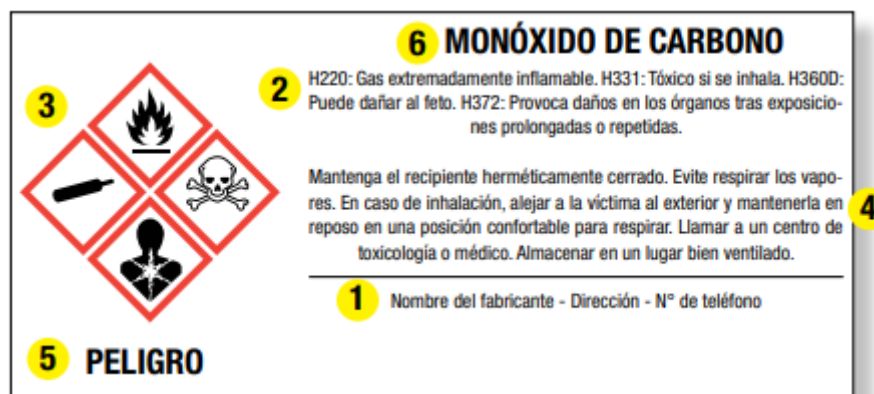 6 MONÓXIDO DE CARBONO
2 H220: Gas extremadamente inflamable. H331: Tóxico si se inhala. H360D:
Puede dañar al feto. H372: Provoca daños en los órganos tras exposicio-
nes prolongadas o repetidas.
3
Mantenga el recipiente herméticamente cerrado. Evite respirar los vapo-
res. En caso de inhalación, alejar a la víctima al exterior y mantenerla en
reposo en una posición confortable para respirar. Llamar a un centro de
toxicología o médico. Almacenar en un lugar bien ventilado.
4
1 Nombre del fabricante - Dirección - N° de teléfono
5 PELIGRO